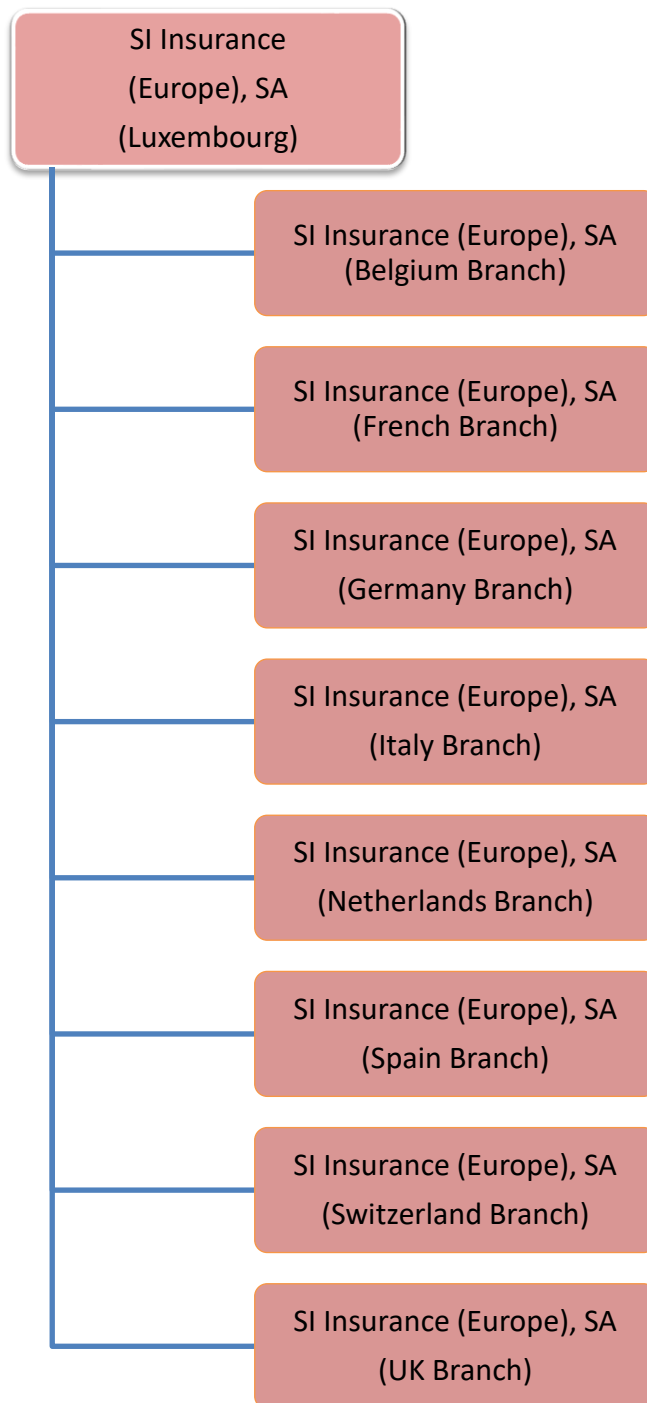 SI Insurance
(Europe), SA
(Luxembourg)
SI Insurance (Europe), SA
(Belgium Branch)
SI Insurance (Europe), SA
(French Branch)
SI Insurance (Europe), SA
(Germany Branch)
SI Insurance (Europe), SA
(Italy Branch)
SI Insurance (Europe), SA
(Netherlands Branch)
SI Insurance (Europe), SA
(Spain Branch)
SI Insurance (Europe), SA
(Switzerland Branch)
SI Insurance (Europe), SA
(UK Branch)